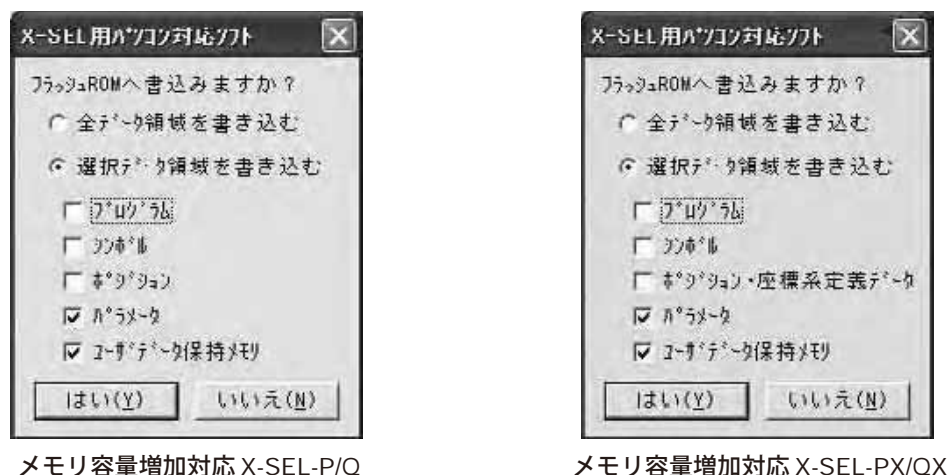 X-SEL用ﾊﾟｿｺﾝ対応ｿﾌﾄ
ﾌﾗｯｼｭROMへ書込みますか？
全ﾃﾞｰﾀ領域を書き込む
選択ﾃﾞｰﾀ領域を書き込む
ﾌﾟﾛｸﾞﾗﾑ
ｼﾝﾎﾞﾙ
ﾎﾟｼﾞｼｮﾝ
ﾊﾟﾗﾒｰﾀ
ﾕｰｻﾞﾃﾞｰﾀ保持ﾒﾓﾘ
はい(Y)
いいえ(N)
メモリ容量増加対応 X-SEL-P/Q
X-SEL用ﾊﾟｿｺﾝ対応ｿﾌﾄ
ﾌﾗｯｼｭROMへ書込みますか？
全ﾃﾞｰﾀ領域を書き込む
選択ﾃﾞｰﾀ領域を書き込む
ﾌﾟﾛｸﾞﾗﾑ
ｼﾝﾎﾞﾙ
ﾎﾟｼﾞｼｮﾝ･座標系定義ﾃﾞｰﾀ
ﾊﾟﾗﾒｰﾀ
ﾕｰｻﾞﾃﾞｰﾀ保持ﾒﾓﾘ
はい(Y)
いいえ(N)
メモリ容量増加対応 X-SEL-PX/QX